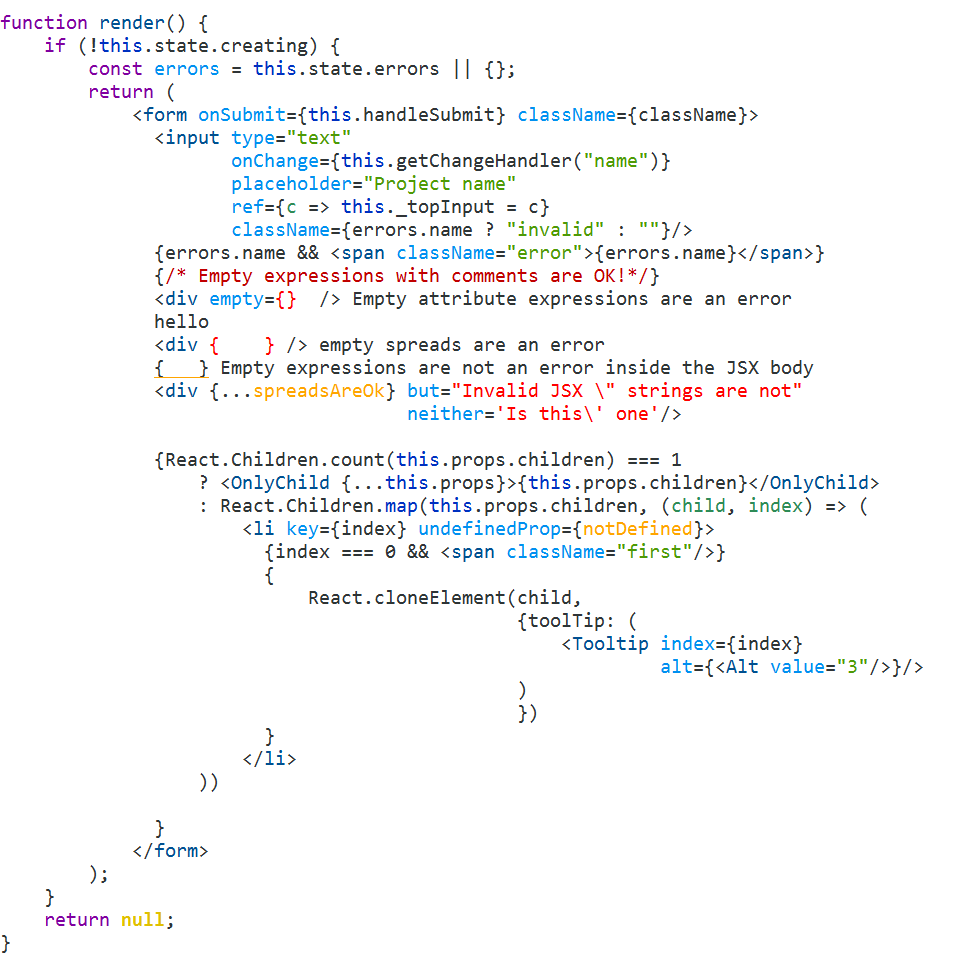 function render() {
    if (!this.state.creating) {
        const errors = this.state.errors || {};
        return (
            <form onSubmit={this.handleSubmit} className={className}>
              <input type="text"
                     onChange={this.getChangeHandler("name")}
                     placeholder="Project name"
                     ref={c => this._topInput = c}
                     className={errors.name ? "invalid" : ""}/>
              {errors.name && <span className="error">{errors.name}</span>}
              {/* Empty expressions with comments are OK!*/}
              <div empty={}  /> Empty attribute expressions are an error
              hello
              <div {    } /> empty spreads are an error
              {___} Empty expressions are not an error inside the JSX body
              <div {...spreadsAreOk} but="Invalid JSX \" strings are not"
                                     neither='Is this\' one'/>

              {React.Children.count(this.props.children) === 1
                  ? <OnlyChild {...this.props}>{this.props.children}</OnlyChild>
                  : React.Children.map(this.props.children, (child, index) => (
                      <li key={index} undefinedProp={notDefined}>
                        {index === 0 && <span className="first"/>}
                        {
                            React.cloneElement(child,
                                               {toolTip: (
                                                   <Tooltip index={index}
                                                            alt={<Alt value="3"/>}/>
                                               )
                                               })
                        }
                      </li>
                  ))

              }
            </form>
        );
    }
    return null;
}